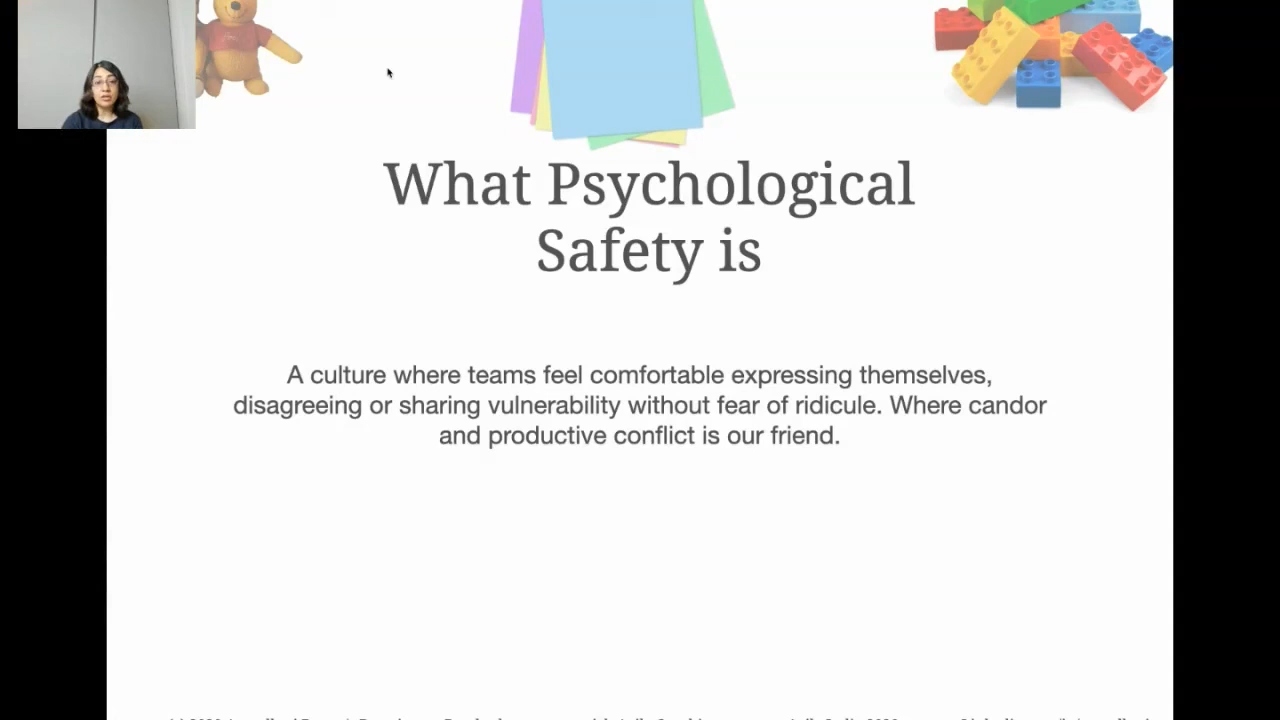 What Psychological
Safety is
A culture where teams feel comfortable expressing themselves,
disagreeing or sharing vulnerability without fear of ridicule. Where candor
and productive conflict is our friend.